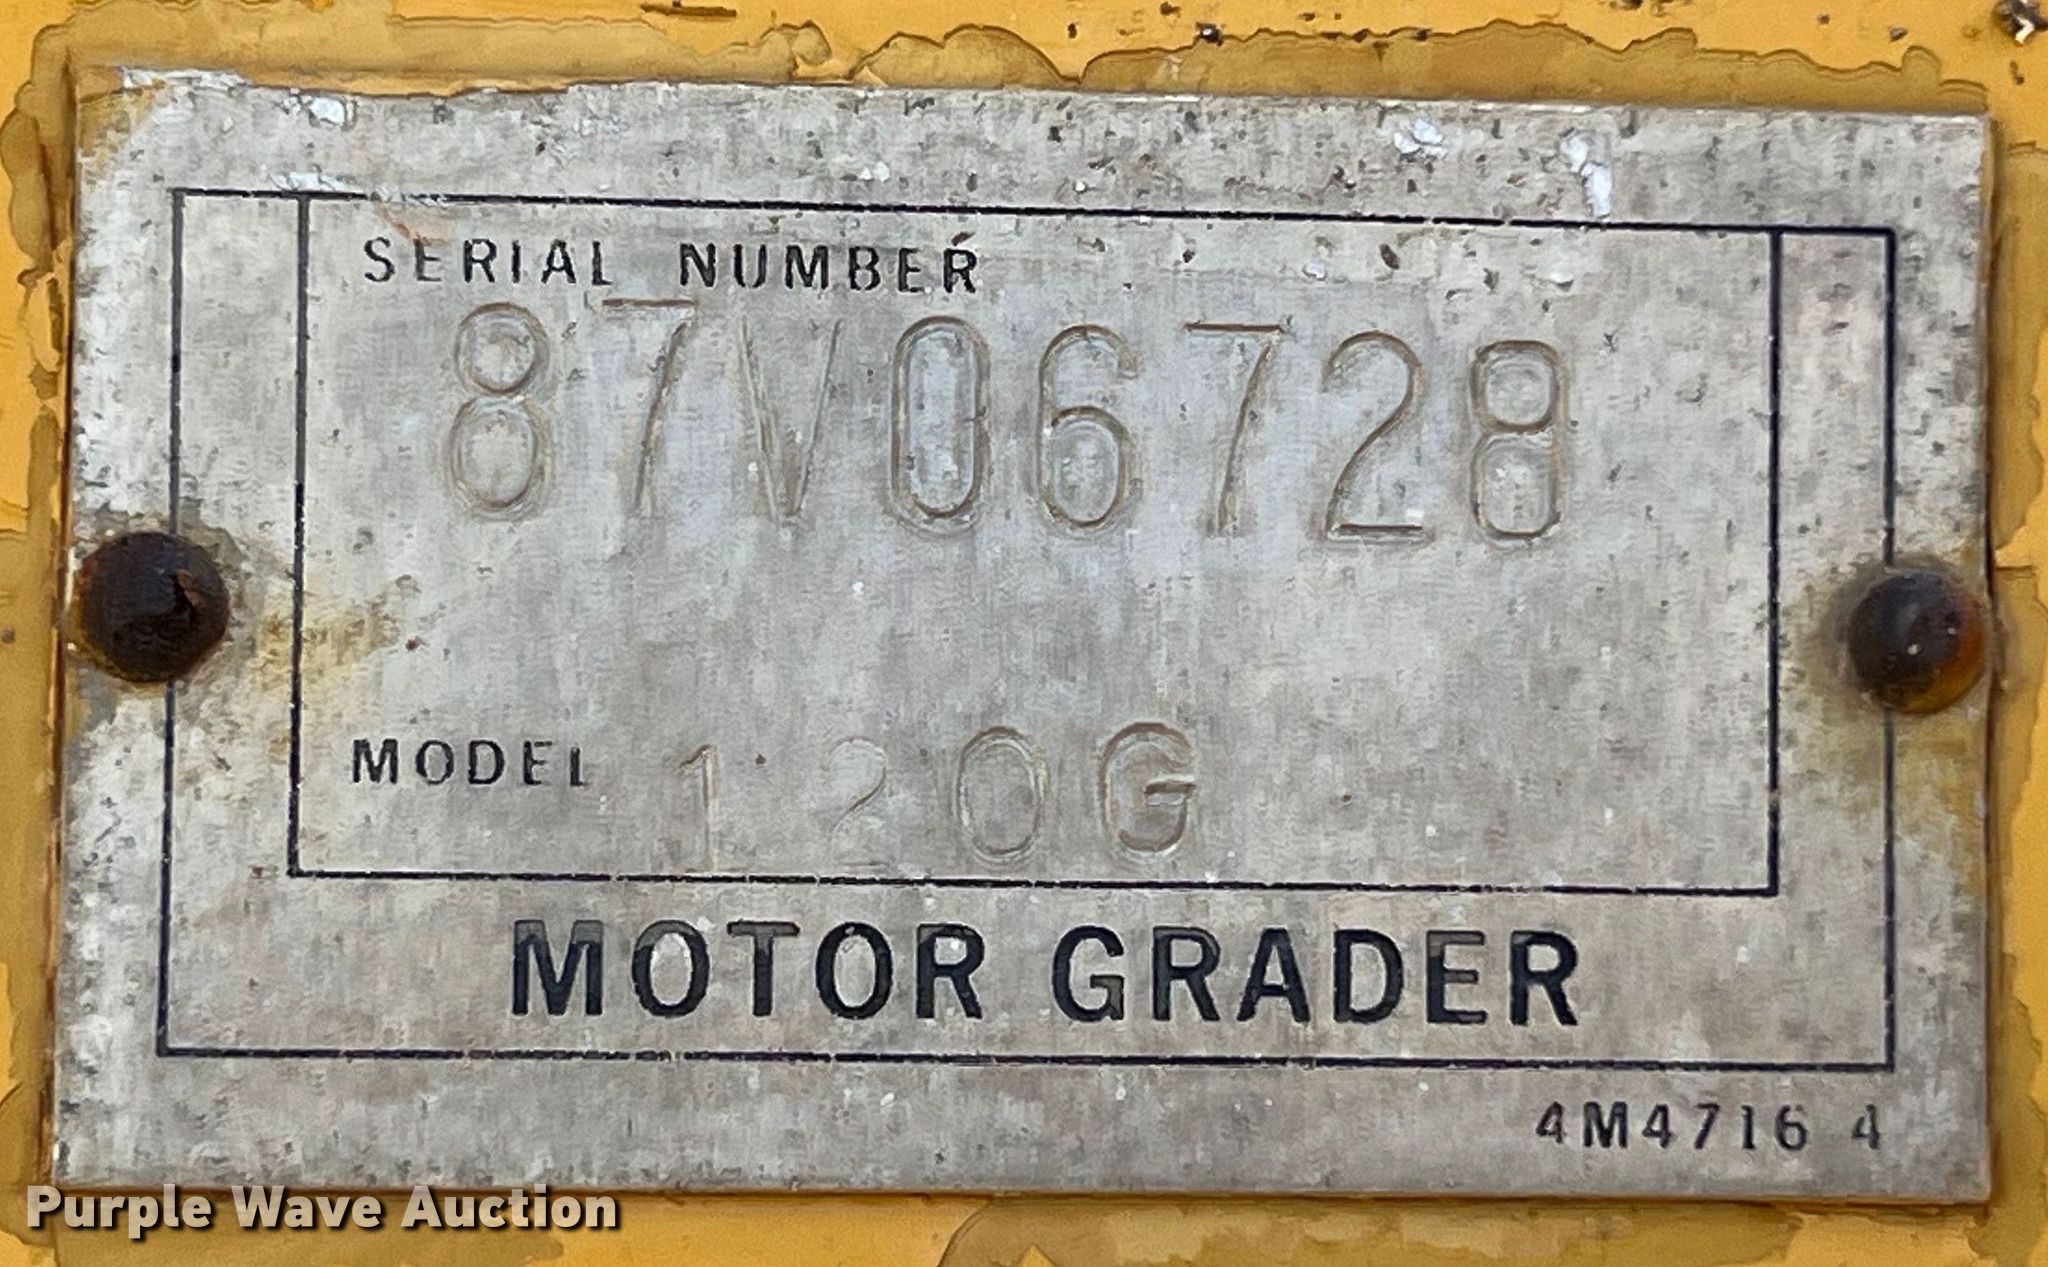 SERIAL NUMBER
87V06728
MODEL 120G
MOTOR GRADER
4M4716 4
Purple Wave Auction